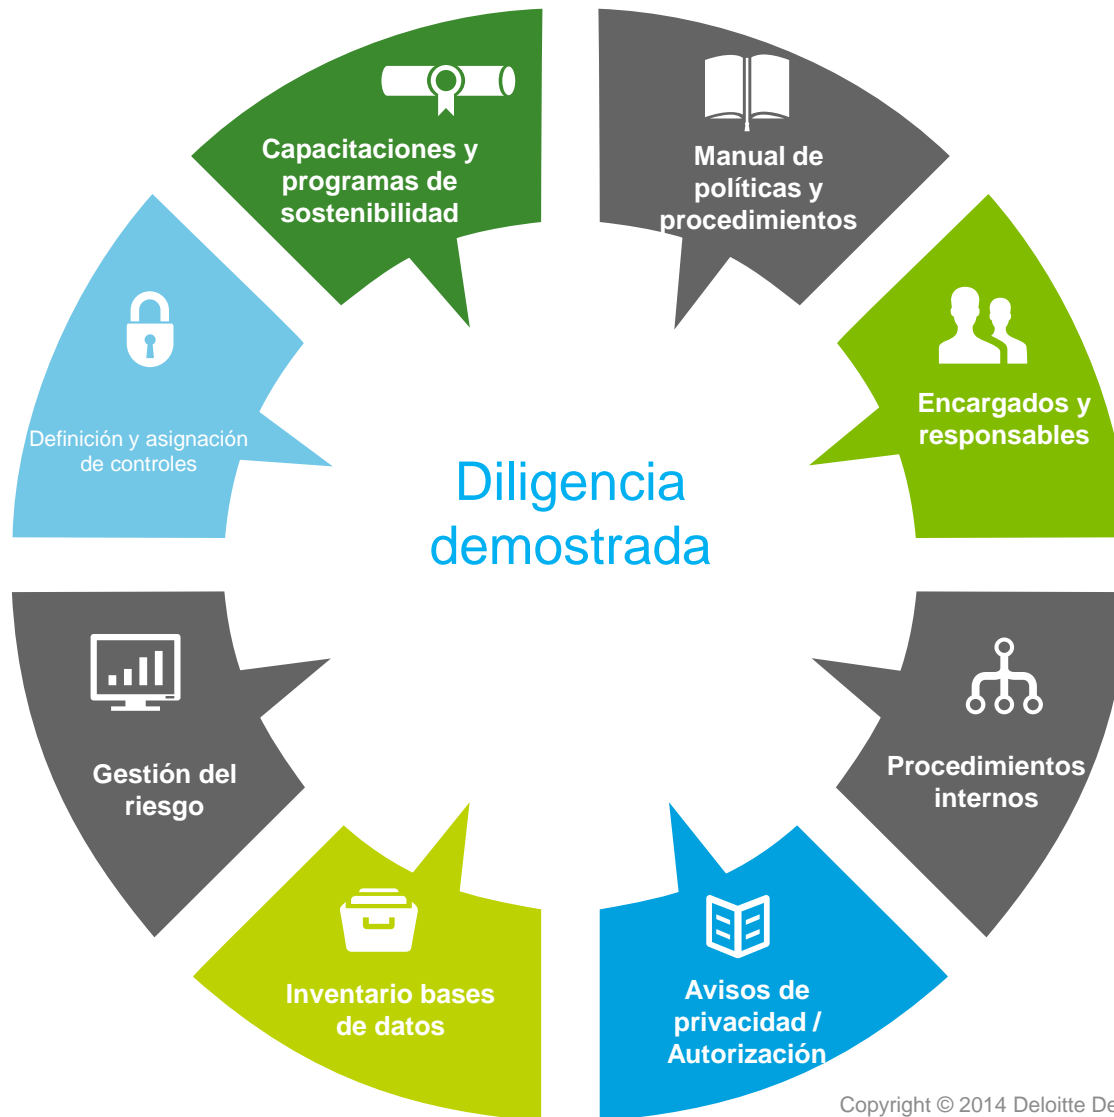 Capacitaciones y
programas de
sostenibilidad
Manual de
políticas y
procedimientos
Encargados y
responsables
Definición y asignación
de controles
Diligencia
demostrada
Gestión del
riesgo
Procedimientos
internos
Inventario bases
de datos
Avisos de
privacidad /
Autorización
Copyright © 2014 Deloitte De